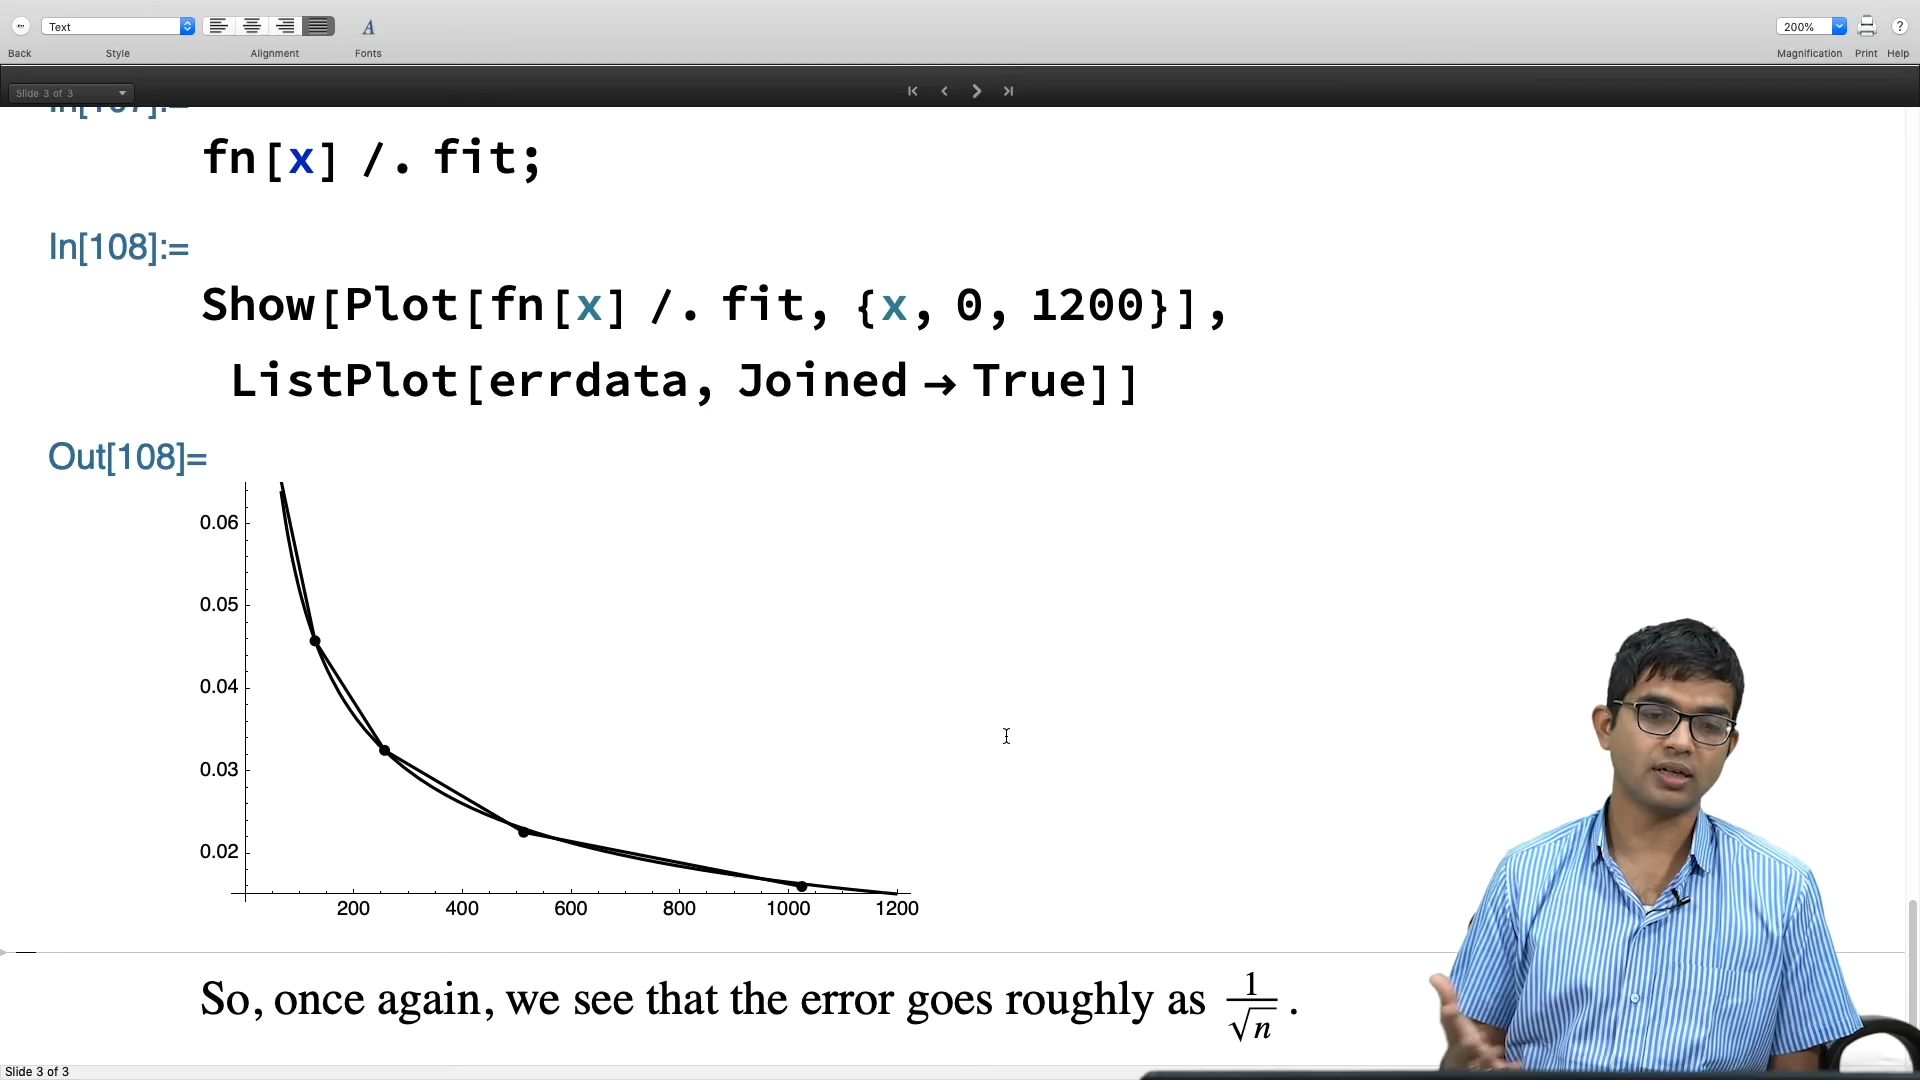 Text
200%
Back
Style
Alignment
Fonts
Magnification
Print
Help
Slide 3 of 3
fn[x] /. fit;
In[108]:=
Show[Plot[fn[x] /. fit, {x, 0, 1200}],
ListPlot[errdata, Joined → True]]
Out[108]=
0.06
0.05
0.04
0.03
0.02
200 400 600 800 1000 1200
So, once again, we see that the error goes roughly as 1/√n .
Slide 3 of 3